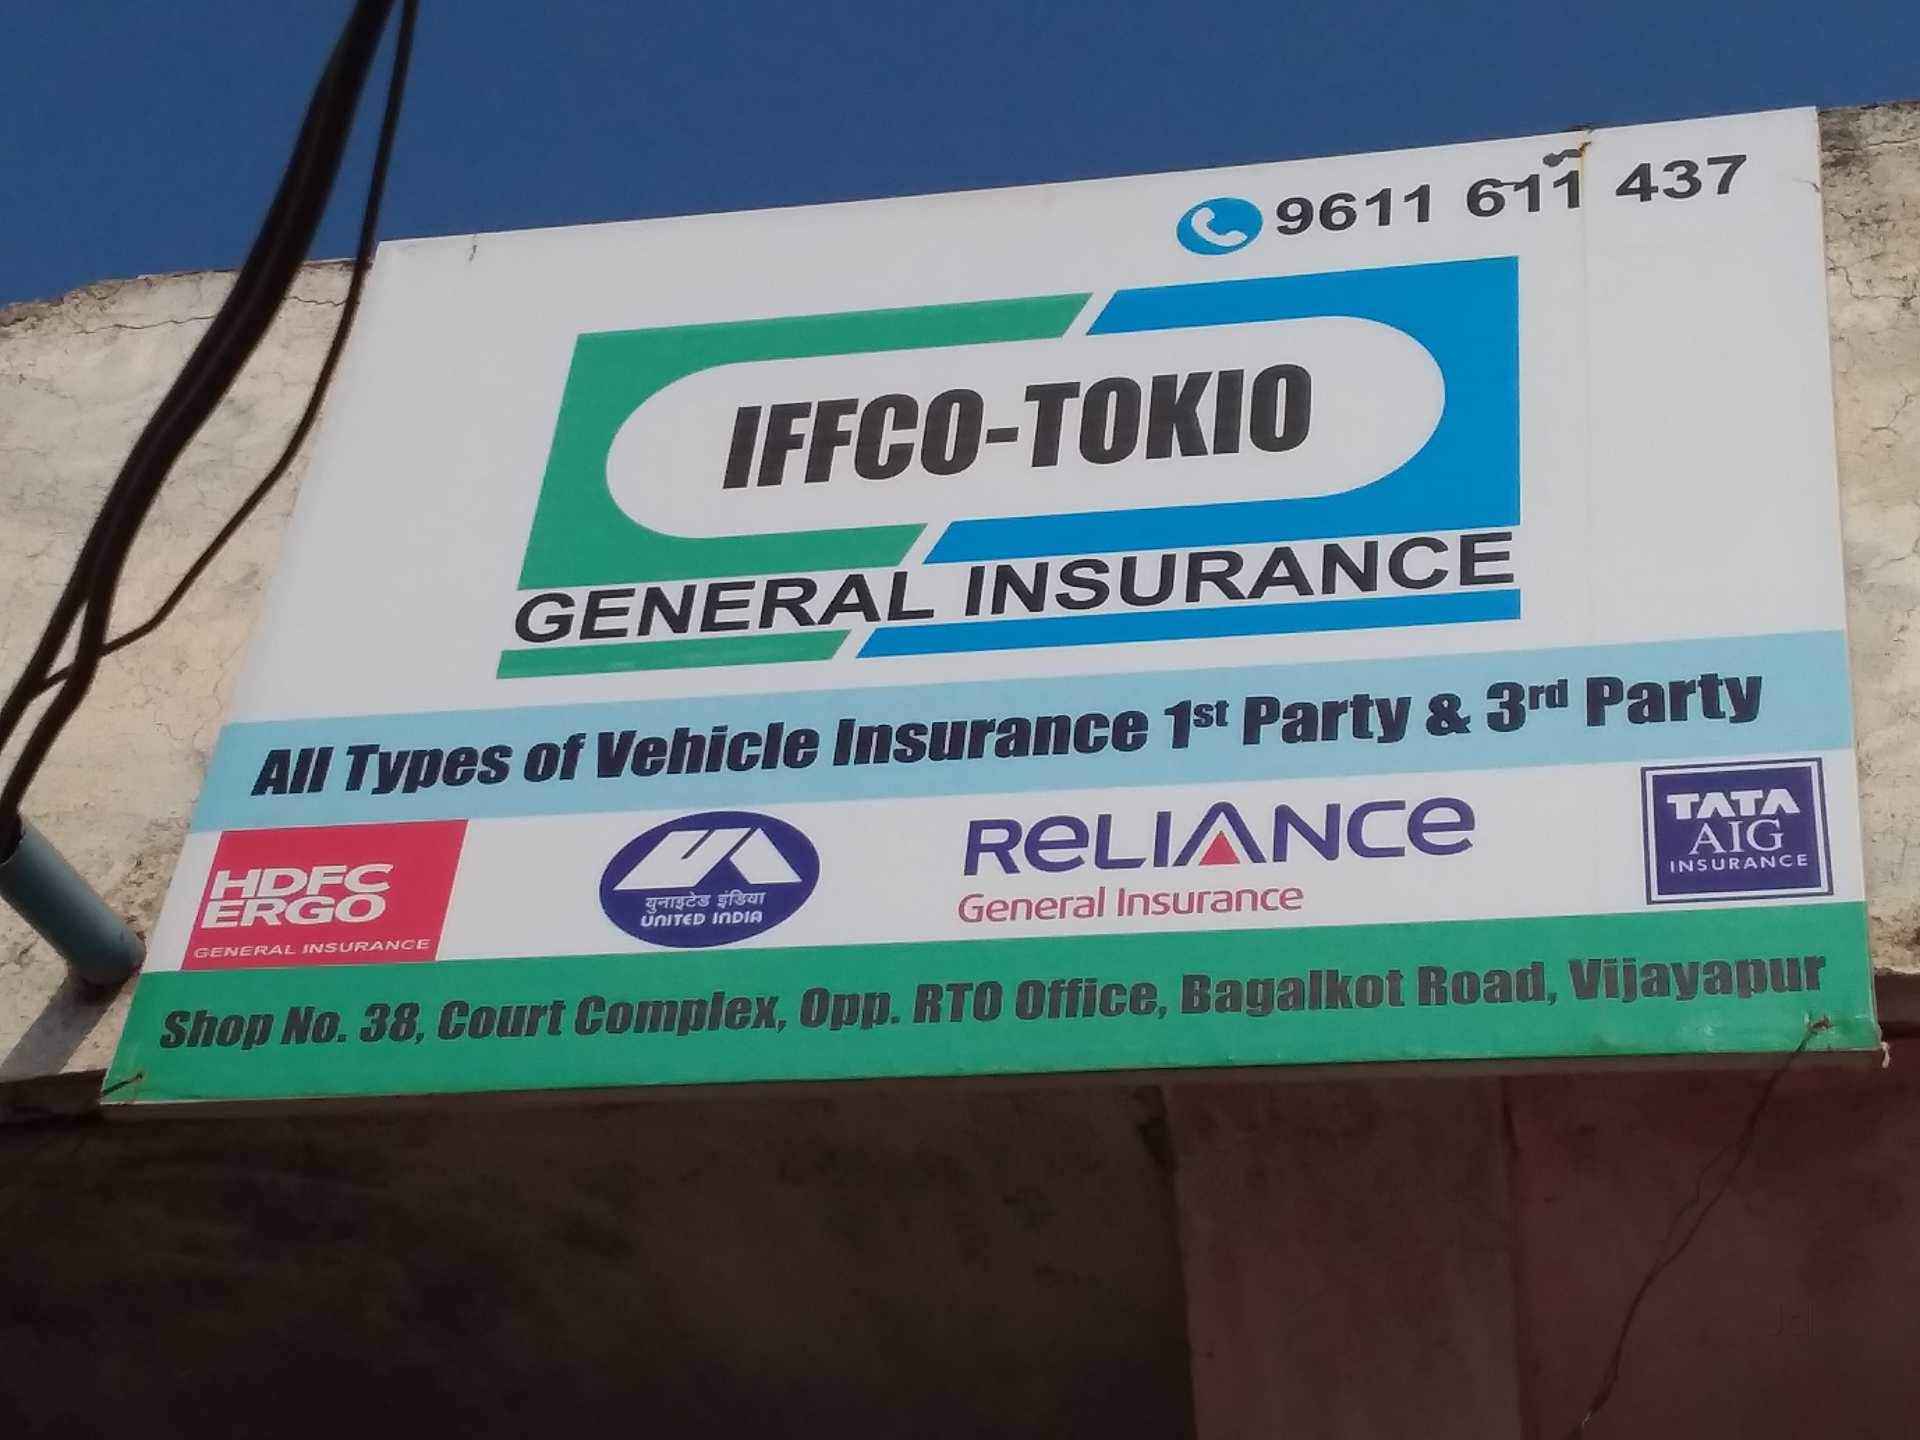 9611 611 437
IFFCO-TOKIO
GENERAL INSURANCE
All Types of Vehicle Insurance 1st Party & 3rd Party
HDFC
ERGO
GENERAL INSURANCE
युनाइटेड इंडिया
UNITED INDIA
RELIANCE
General Insurance
TATA
AIG
INSURANCE
Shop No. 38, Court Complex, Opp. RTO Office, Bagalkot Road, Vijayapur